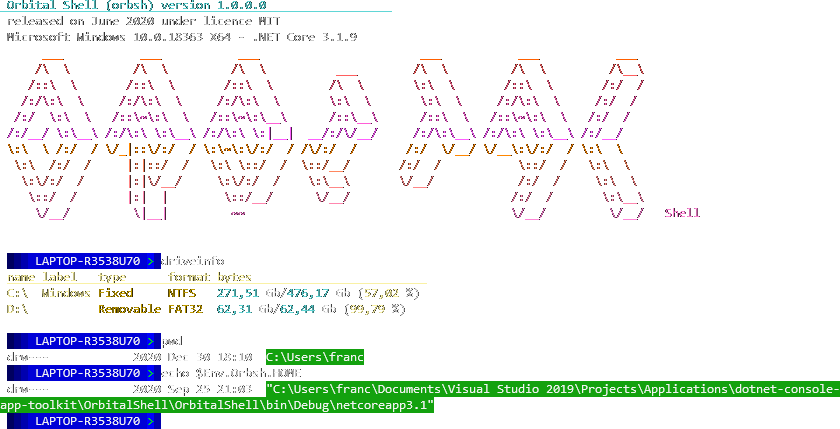 Orbital Shell (orbsh) version 1.0.0.0
released on June 2020 under licence MIT
Microsoft Windows 10.0.18363 X64 - .NET Core 3.1.9
Shell
LAPTOP-R3538U70 > driveinfo
name label type format bytes
C:\ Windows Fixed NTFS 271,51 Gb/476,17 Gb (57,02 %)
D:\ Removable FAT32 62,31 Gb/62,44 Gb (99,79 %)
LAPTOP-R3538U70 > pwd
drw----- 2020 Dec 30 18:10 C:\Users\franc
LAPTOP-R3538U70 > echo $Env.Orbsh.HOME
drw----- 2020 Sep 25 21:03 "C:\Users\franc\Documents\Visual Studio 2019\Projects\Applications\dotnet-console-
app-toolkit\OrbitalShell\OrbitalShell\bin\Debug\netcoreapp3.1"
LAPTOP-R3538U70 >